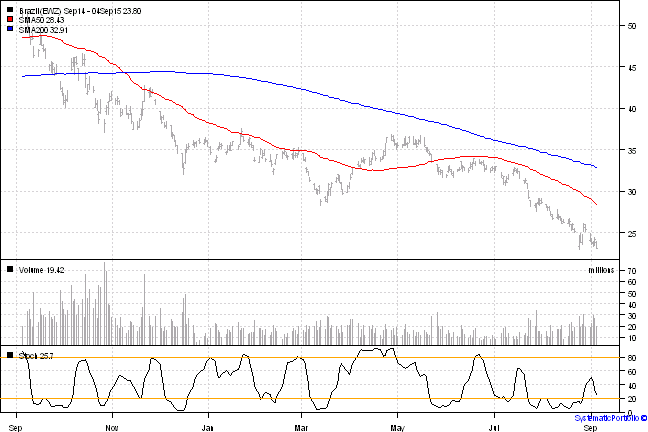 Brazil(EWZ) Sep14 - 04Sep15 23.80
SMA50 28.43
SMA200 32.91
50
45
40
35
30
25
Volume 19.42
millions
70
60
50
40
30
20
10
Stoch 25.7
80
60
40
20
0
SystematicPortfolio ©
Sep
Nov
Jan
Mar
May
Jul
Sep